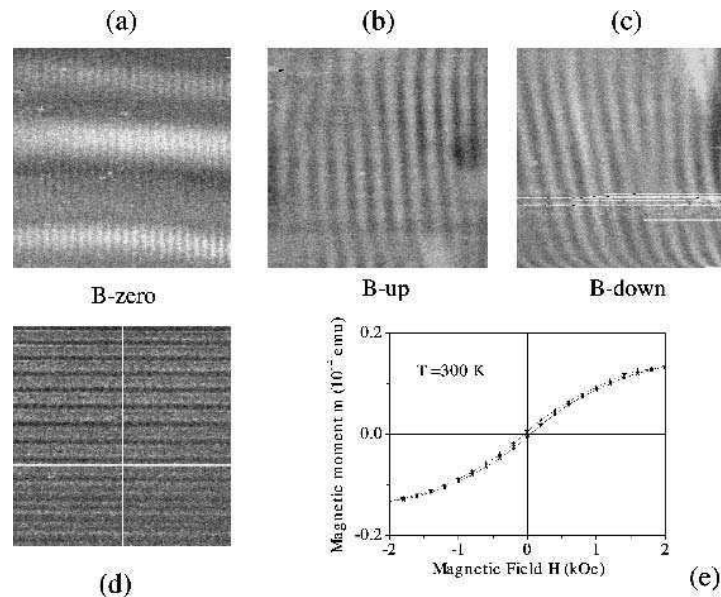 (a)
(b)
(c)
B-zero
B-up
B-down
0.2
0.0
-0.2
Magnetic moment m (10⁻² emu)
T=300 K
-2
-1
0
1
2
Magnetic Field H (kOe)
(d)
(e)